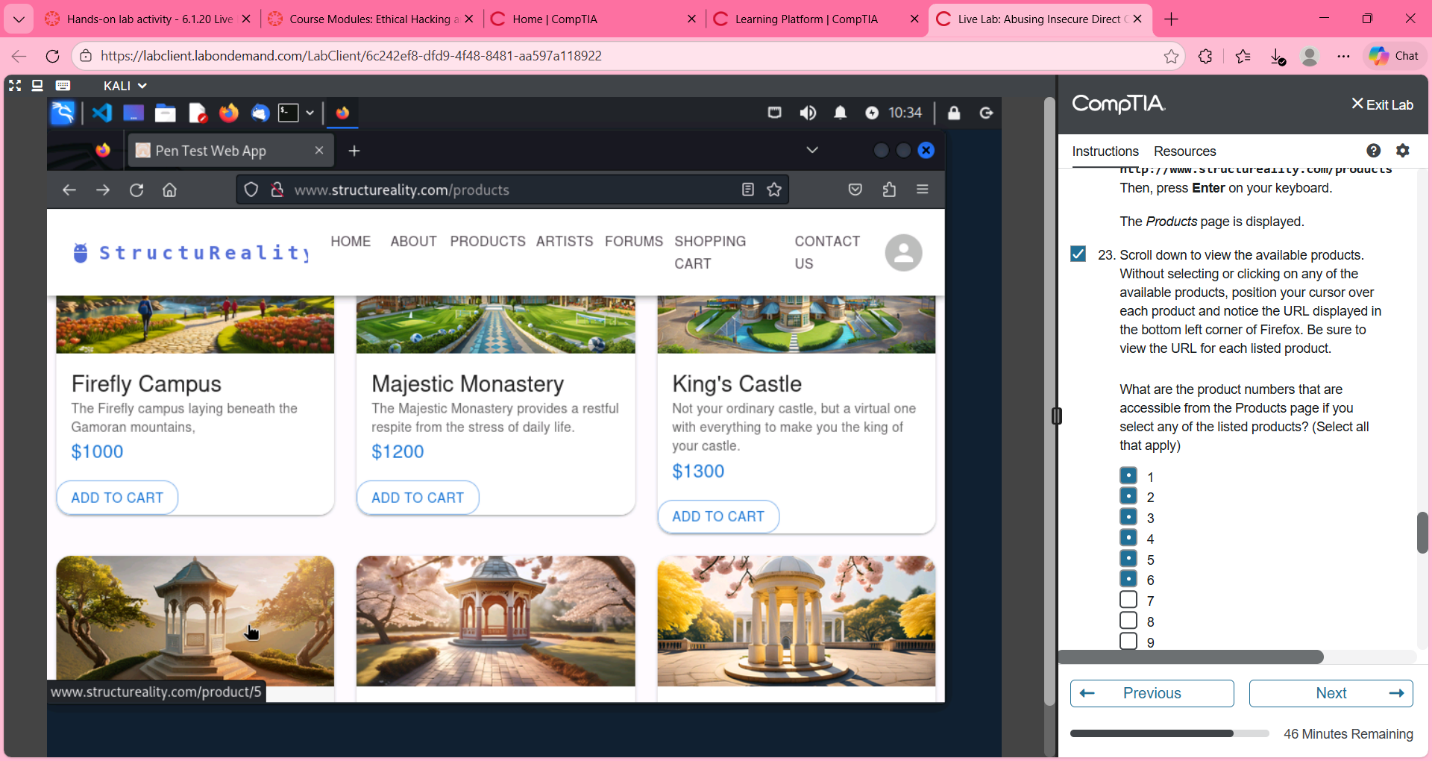 Hands-on lab activity - 6.1.20 Live
Course Modules: Ethical Hacking a
Home | CompTIA
Learning Platform | CompTIA
Live Lab: Abusing Insecure Direct
https://labclient.labondemand.com/LabClient/6c242ef8-dfd9-4f48-8481-aa597a118922
Chat
KALI
10:34
Pen Test Web App
www.structureality.com/products
StructuReality
HOME
ABOUT
PRODUCTS
ARTISTS
FORUMS
SHOPPING
CART
CONTACT
US
Firefly Campus
The Firefly campus laying beneath the
Gamoran mountains,
$1000
ADD TO CART
Majestic Monastery
The Majestic Monastery provides a restful
respite from the stress of daily life.
$1200
ADD TO CART
King's Castle
Not your ordinary castle, but a virtual one
with everything to make you the king of
your castle.
$1300
ADD TO CART
www.structureality.com/product/5
CompTIA.
Exit Lab
Instructions
Resources
http://www.structureality.com/products
Then, press Enter on your keyboard.
The Products page is displayed.
23. Scroll down to view the available products.
Without selecting or clicking on any of the
available products, position your cursor over
each product and notice the URL displayed in
the bottom left corner of Firefox. Be sure to
view the URL for each listed product.
What are the product numbers that are
accessible from the Products page if you
select any of the listed products? (Select all
that apply)
1
2
3
4
5
6
7
8
9
Previous
Next
46 Minutes Remaining